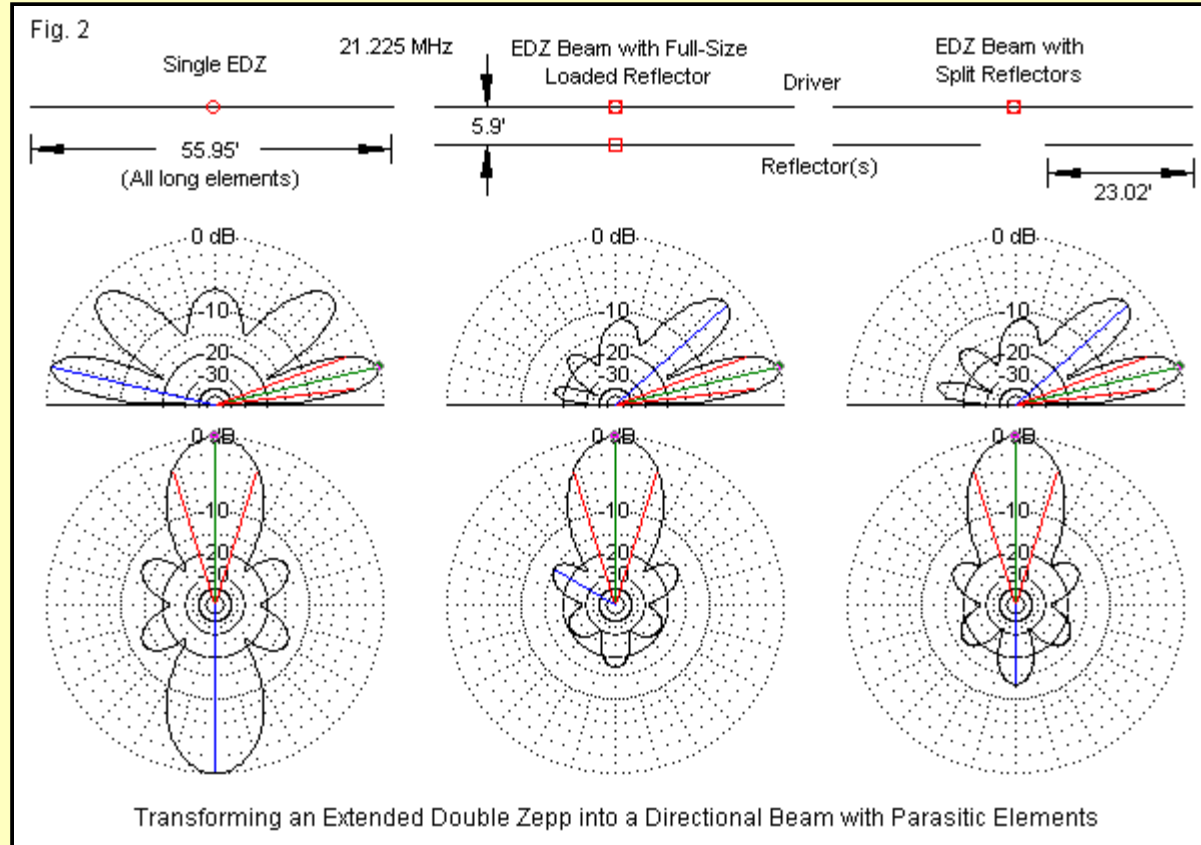 Fig. 2
Single EDZ
21.225 MHz
EDZ Beam with Full-Size
Loaded Reflector
Driver
EDZ Beam with
Split Reflectors
55.95'
(All long elements)
5.9'
Reflector(s)
23.02'
0 dB
-10
-20
30
0 dB
-10
-20
30
0 dB
-10
-20
30
0 dB
-10
-20
30
0 dB
-10
-20
30
0 dB
-10
-20
30
Transforming an Extended Double Zepp into a Directional Beam with Parasitic Elements